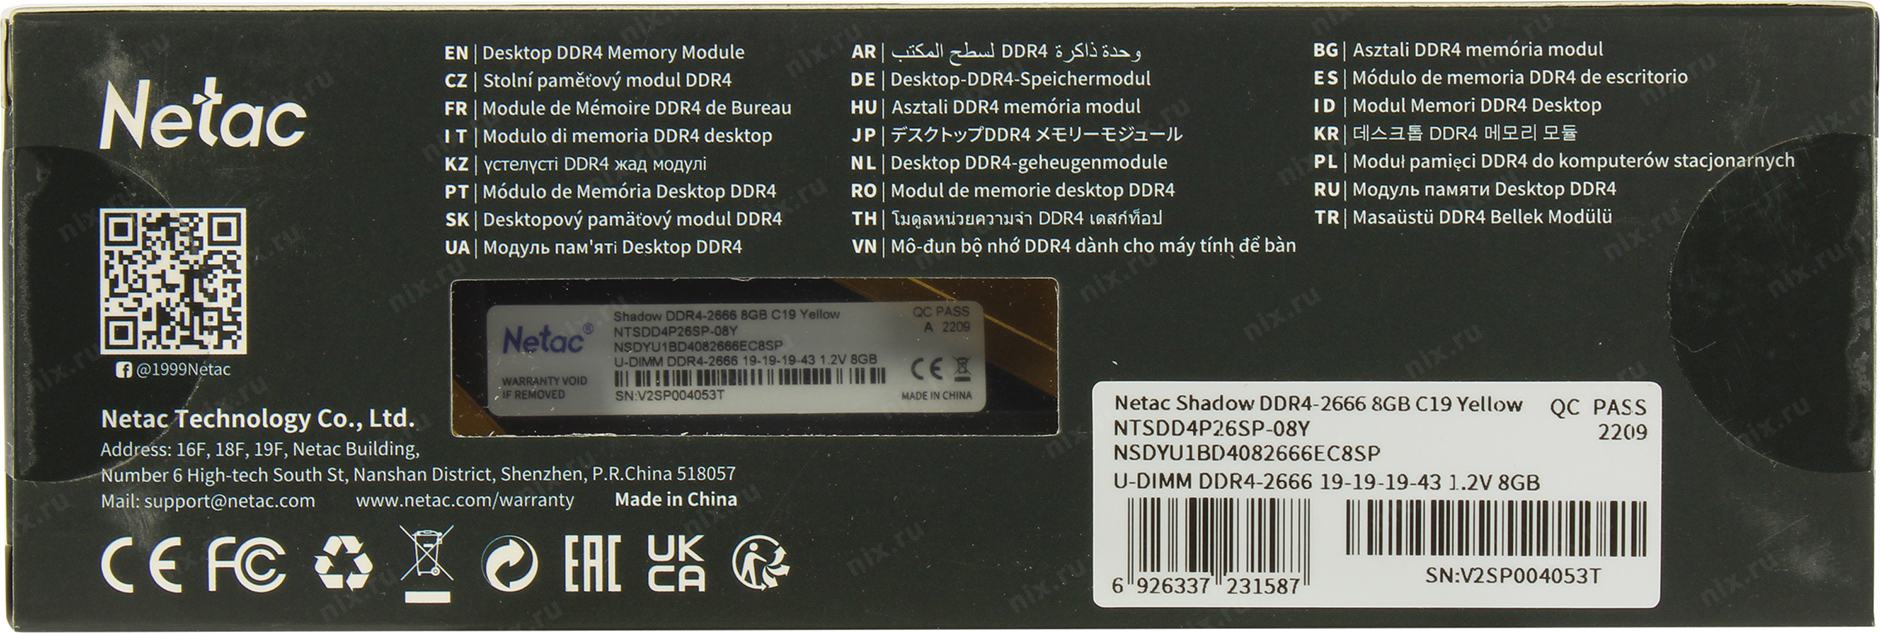 Netac
EN | Desktop DDR4 Memory Module
CZ | Stolní paměťový modul DDR4
FR | Module de Mémoire DDR4 de Bureau
IT | Modulo di memoria DDR4 desktop
KZ | үстелүсті DDR4 жад модулі
PT | Módulo de Memória Desktop DDR4
SK | Desktopový pamäťový modul DDR4
UA | Модуль пам'яті Desktop DDR4
AR | وحدة ذاكرة DDR4 لسطح المكتب
DE | Desktop-DDR4-Speichermodul
HU | Asztali DDR4 memória modul
JP | デスクトップDDR4 メモリーモジュール
NL | Desktop DDR4-geheugenmodule
RO | Modul de memorie desktop DDR4
TH | โมดูลหน่วยความจำ DDR4 เดสก์ท็อป
VN | Mô-đun bộ nhớ DDR4 dành cho máy tính để bàn
BG | Asztali DDR4 memória modul
ES | Módulo de memoria DDR4 de escritorio
ID | Modul Memori DDR4 Desktop
KR | 데스크톱 DDR4 메모리 모듈
PL | Moduł pamięci DDR4 do komputerów stacjonarnych
RU | Модуль памяти Desktop DDR4
TR | Masaüstü DDR4 Bellek Modülü
@1999Netac
Netac Technology Co., Ltd.
Address: 16F, 18F, 19F, Netac Building,
Number 6 High-tech South St, Nanshan District, Shenzhen, P.R.China 518057
Mail: support@netac.com www.netac.com/warranty Made in China
CE FC EAC UK CA
Netac®
WARRANTY VOID
IF REMOVED
Shadow DDR4-2666 8GB C19 Yellow
NTSDD4P26SP-08Y
NSDYU1BD4082666EC8SP
U-DIMM DDR4-2666 19-19-19-43 1.2V 8GB
SN:V2SP004053T
QC PASS
A 2209
CE
MADE IN CHINA
Netac Shadow DDR4-2666 8GB C19 Yellow QC PASS
NTSDD4P26SP-08Y 2209
NSDYU1BD4082666EC8SP
U-DIMM DDR4-2666 19-19-19-43 1.2V 8GB
6 926337 231587
SN:V2SP004053T
nix.ru